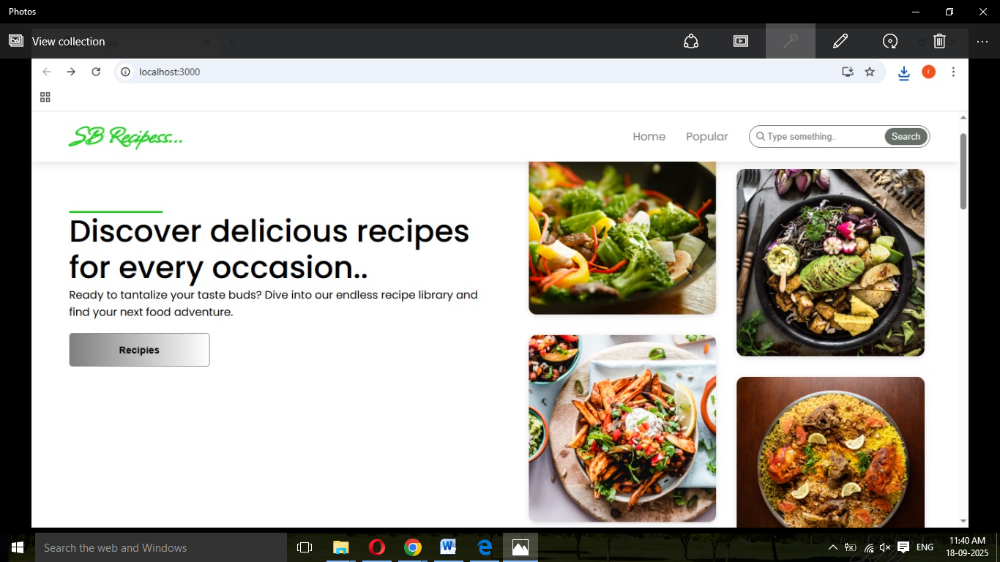 Photos
View collection
localhost:3000
r
SB Recipess...
Home
Popular
Type something..
Search
Discover delicious recipes
for every occasion..
Ready to tantalize your taste buds? Dive into our endless recipe library and
find your next food adventure.
Recipies
Search the web and Windows
ENG
11:40 AM
18-09-2025